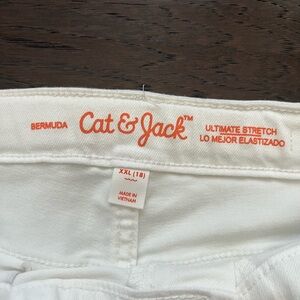 BERMUDA
Cat & Jack™
ULTIMATE STRETCH
LO MEJOR ELASTIZADO
XXL (18)
MADE IN
VIETNAM